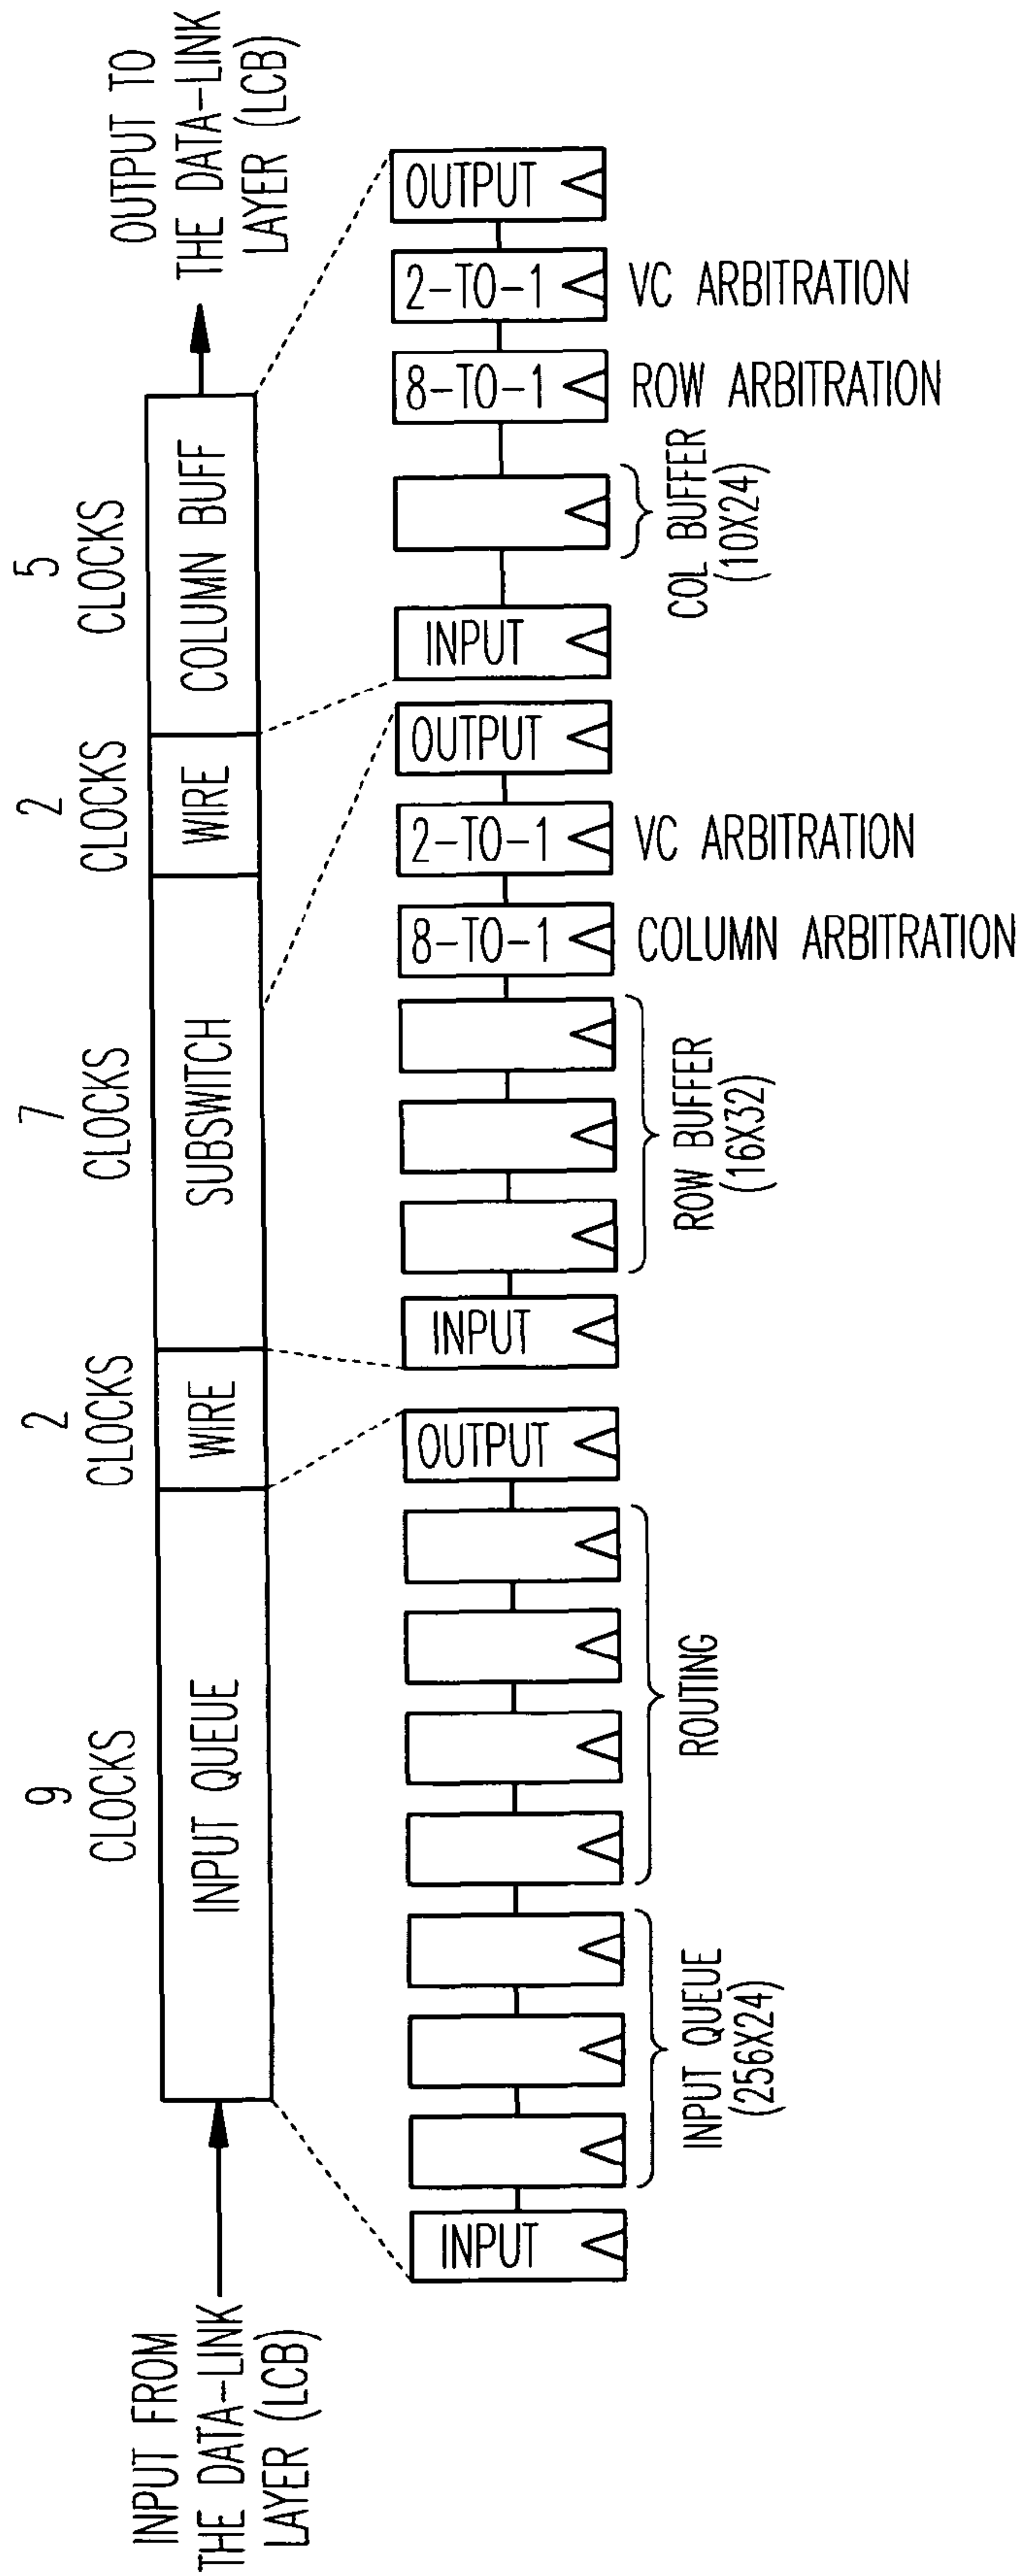 9
CLOCKS
2
CLOCKS
7
CLOCKS
2
CLOCKS
5
CLOCKS
INPUT FROM
THE DATA-LINK
LAYER (LCB)
INPUT QUEUE
WIRE
SUBSWITCH
WIRE
COLUMN BUFF
OUTPUT TO
THE DATA-LINK
LAYER (LCB)
INPUT
OUTPUT
INPUT
8-TO-1
2-TO-1
OUTPUT
INPUT
8-TO-1
2-TO-1
OUTPUT
INPUT QUEUE
(256X24)
ROUTING
ROW BUFFER
(16X32)
COLUMN ARBITRATION
VC ARBITRATION
COL BUFFER
(10X24)
ROW ARBITRATION
VC ARBITRATION